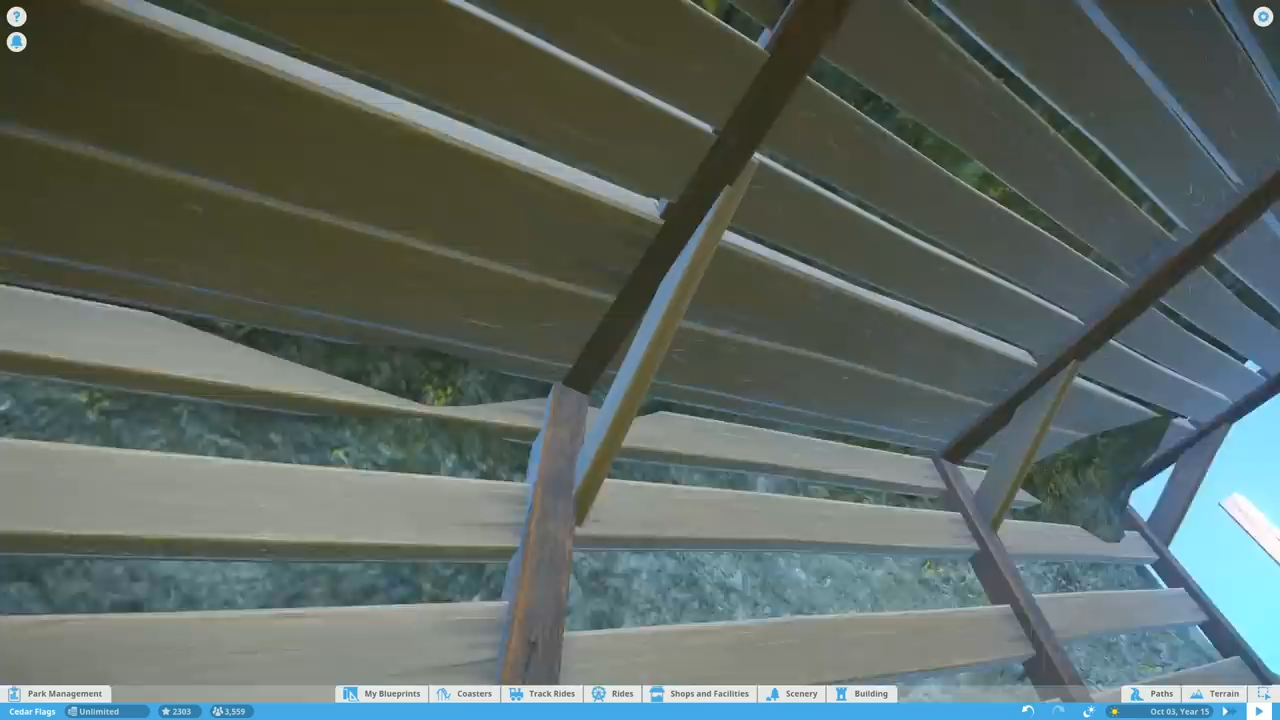 ?
Park Management
My Blueprints
Coasters
Track Rides
Rides
Shops and Facilities
Scenery
Building
Paths
Terrain
Cedar Flags
Unlimited
2303
3,559
Oct 03, Year 15